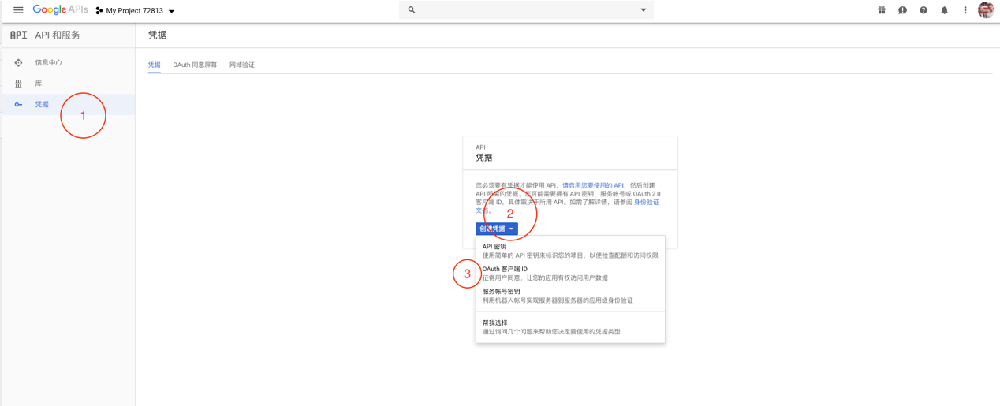 Google APIs My Project 72813
API API 和服务
凭据
信息中心
库
凭据
1
凭据 OAuth 同意屏幕 网域验证
API
凭据
您必须要有凭据才能使用 API。请启用您要使用的 API，然后创建
API 所需的凭据。您可能需要拥有 API 密钥、服务帐号或 OAuth 2.0
客户端 ID，具体取决于所用 API。如需了解详情，请参阅 身份验证
文档。
2
创建凭据
API 密钥
使用简单的 API 密钥来标识您的项目，以便检查配额和访问权限
3
OAuth 客户端 ID
征得用户同意，让您的应用有权访问用户数据
服务帐号密钥
利用机器人帐号实现服务器到服务器的应用级身份验证
帮我选择
通过询问几个问题来帮助您决定要使用的凭据类型